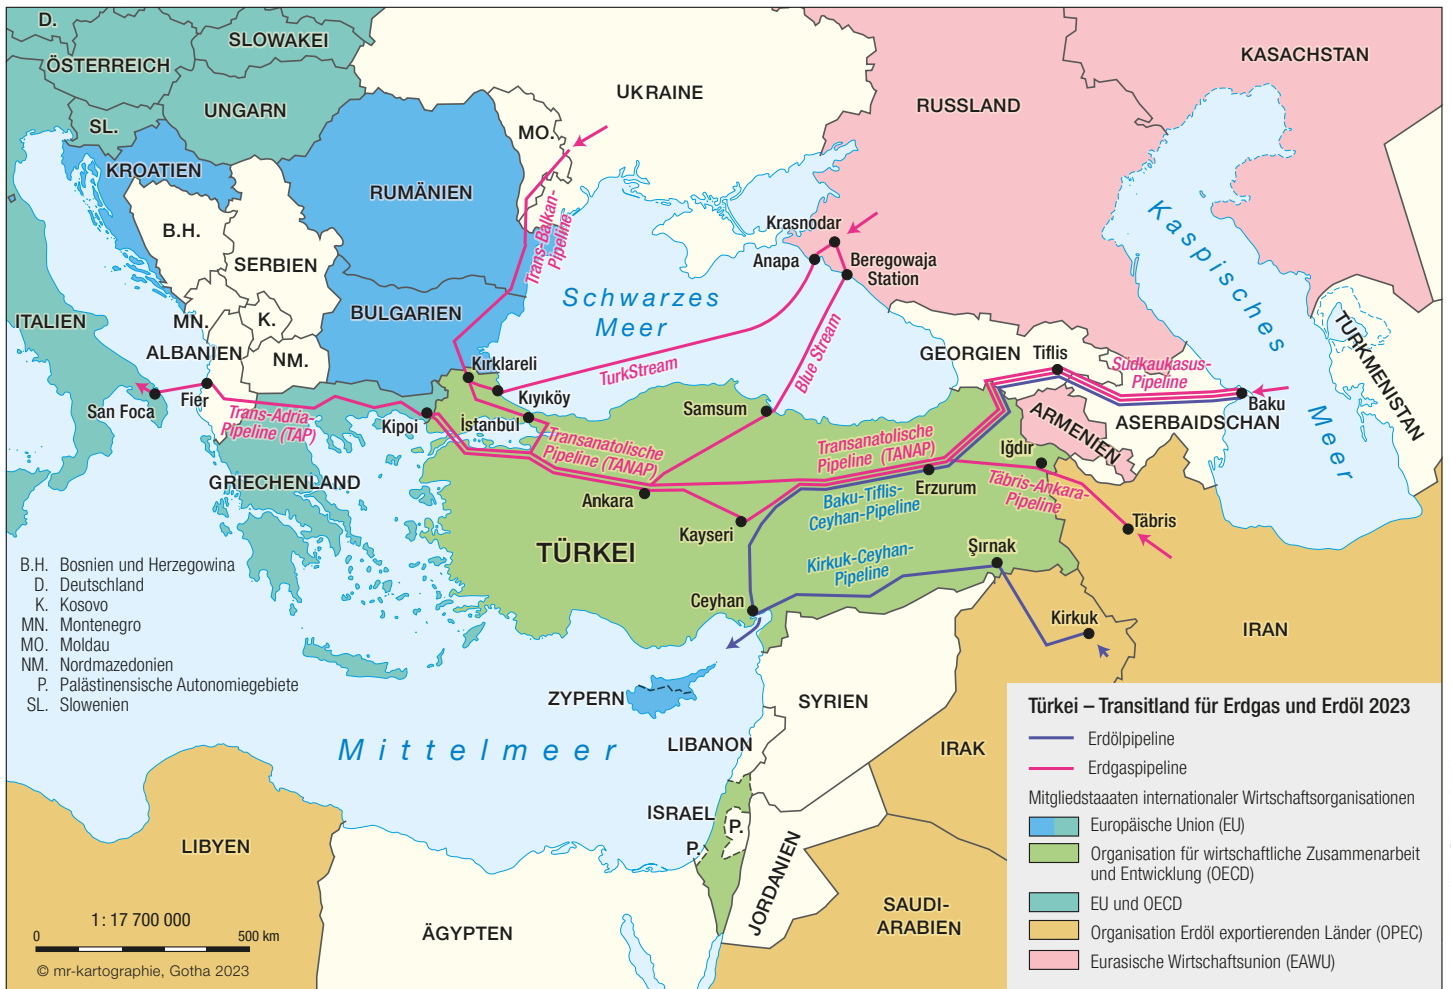 D.
SLOWAKEI
ÖSTERREICH
UNGARN
SL.
KROATIEN
B.H.
SERBIEN
RUMÄNIEN
MO.
UKRAINE
RUSSLAND
KASACHSTAN
ITALIEN
MN.
K.
ALBANIEN
NM.
BULGARIEN
Trans-Balkan-
Pipeline
Schwarzes
Meer
Krasnodar
Anapa
Beregowaja
Station
Kaspisches
Meer
TURKMENISTAN
GEORGIEN
Tiflis
Südkaukasus-
Pipeline
Baku
ASERBAIDSCHAN
ARMENIEN
San Foca
Fier
Trans-Adria-
Pipeline (TAP)
Kipoi
Kırklareli
Kıyıköy
İstanbul
TurkStream
Blue Stream
Samsum
Transanatolische
Pipeline (TANAP)
Transanatolische
Pipeline (TANAP)
Iğdir
Erzurum
Täbris-Ankara-
Pipeline
Täbris
GRIECHENLAND
Ankara
Kayseri
Baku-Tiflis-
Ceyhan-Pipeline
TÜRKEI
Kirkuk-Ceyhan-
Pipeline
Şırnak
Ceyhan
Kirkuk
IRAN
B.H. Bosnien und Herzegowina
D. Deutschland
K. Kosovo
MN. Montenegro
MO. Moldau
NM. Nordmazedonien
P. Palästinensische Autonomiegebiete
SL. Slowenien
ZYPERN
SYRIEN
LIBANON
IRAK
Mittelmeer
ISRAEL
P.
P.
JORDANIEN
SAUDI-
ARABIEN
LIBYEN
ÄGYPTEN
1 : 17 700 000
0 500 km
© mr-kartographie, Gotha 2023
Türkei – Transitland für Erdgas und Erdöl 2023
Erdölpipeline
Erdgaspipeline
Mitgliedstaaaten internationaler Wirtschaftsorganisationen
Europäische Union (EU)
Organisation für wirtschaftliche Zusammenarbeit
und Entwicklung (OECD)
EU und OECD
Organisation Erdöl exportierenden Länder (OPEC)
Eurasische Wirtschaftsunion (EAWU)